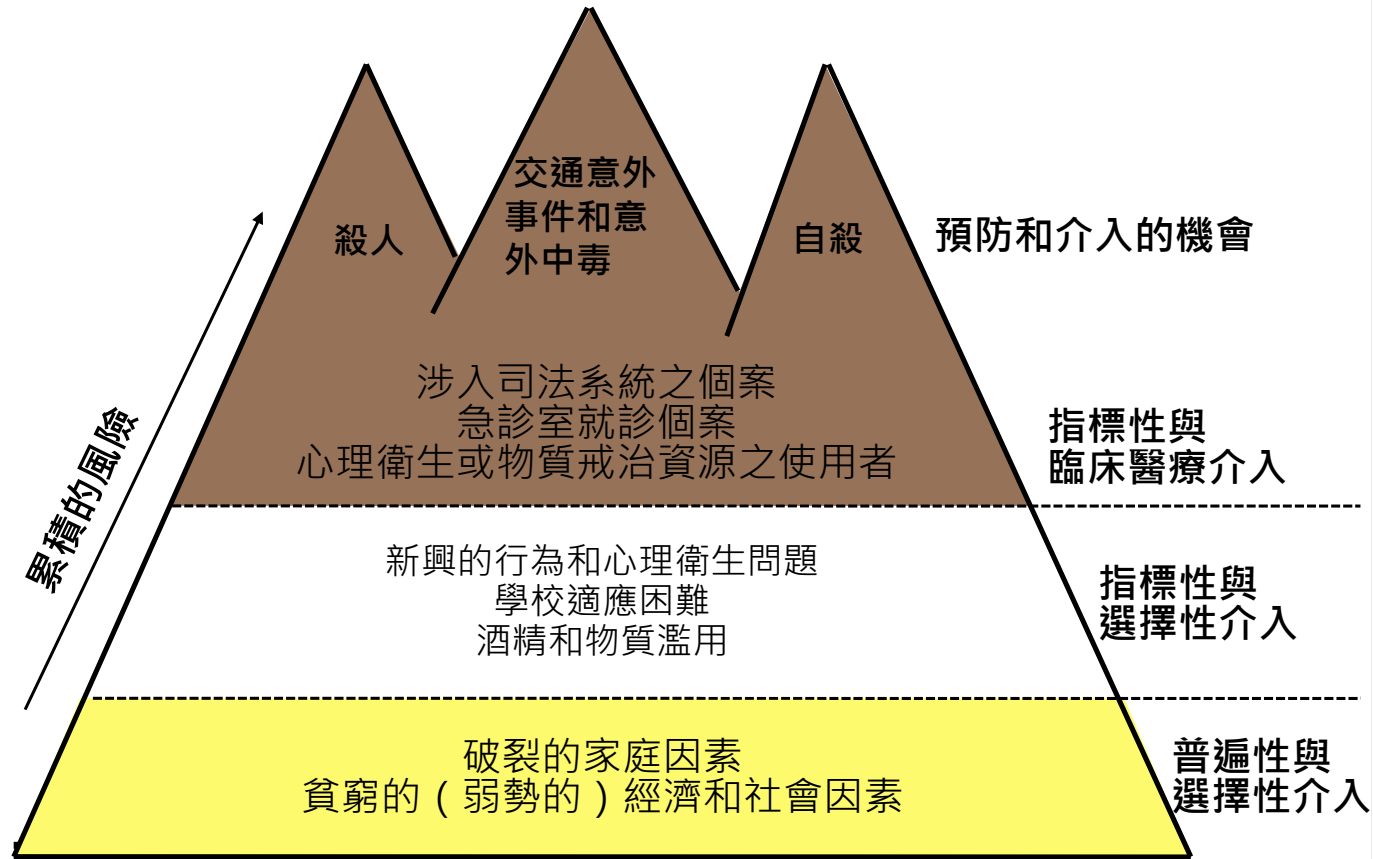 殺人
交通意外
事件和意
外中毒
自殺
預防和介入的機會
涉入司法系統之個案
急診室就診個案
心理衛生或物質戒治資源之使用者
指標性與
臨床醫療介入
累積的風險
新興的行為和心理衛生問題
學校適應困難
酒精和物質濫用
指標性與
選擇性介入
破裂的家庭因素
貧窮的（弱勢的）經濟和社會因素
普遍性與
選擇性介入